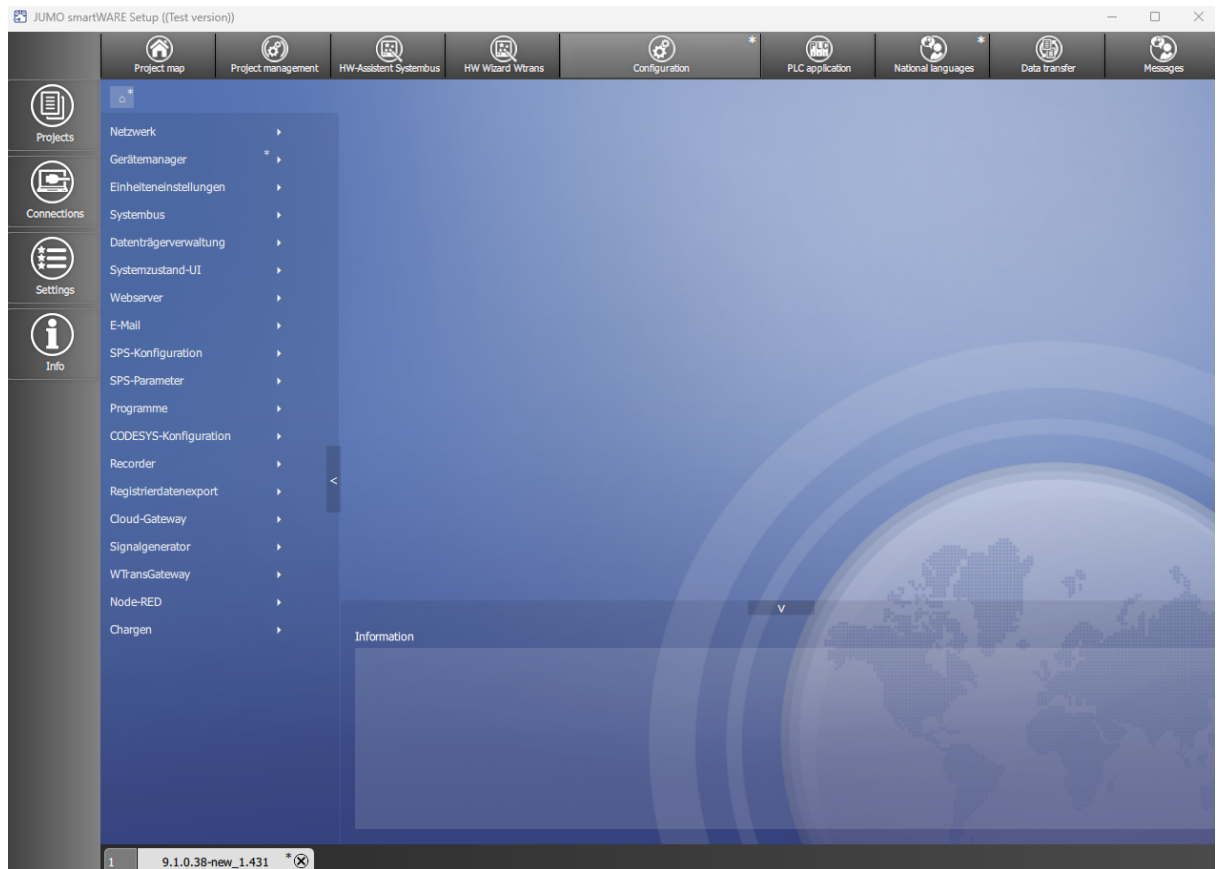 JUMO smartWARE Setup ((Test version))
Project map
Project management
HW-Assistent Systembus
HW Wizard Wtrans
Configuration
*
PLC
PLC application
National languages
*
Data transfer
Messages
Projects
Connections
Settings
Info
*
Netzwerk
Gerätemanager *
Einheiteneinstellungen
Systembus
Datenträgerverwaltung
Systemzustand-UI
Webserver
E-Mail
SPS-Konfiguration
SPS-Parameter
Programme
CODESYS-Konfiguration
Recorder
Registrierdatenexport
Cloud-Gateway
Signalgenerator
WTransGateway
Node-RED
Chargen
<
V
Information
1 9.1.0.38-new_1.431 *